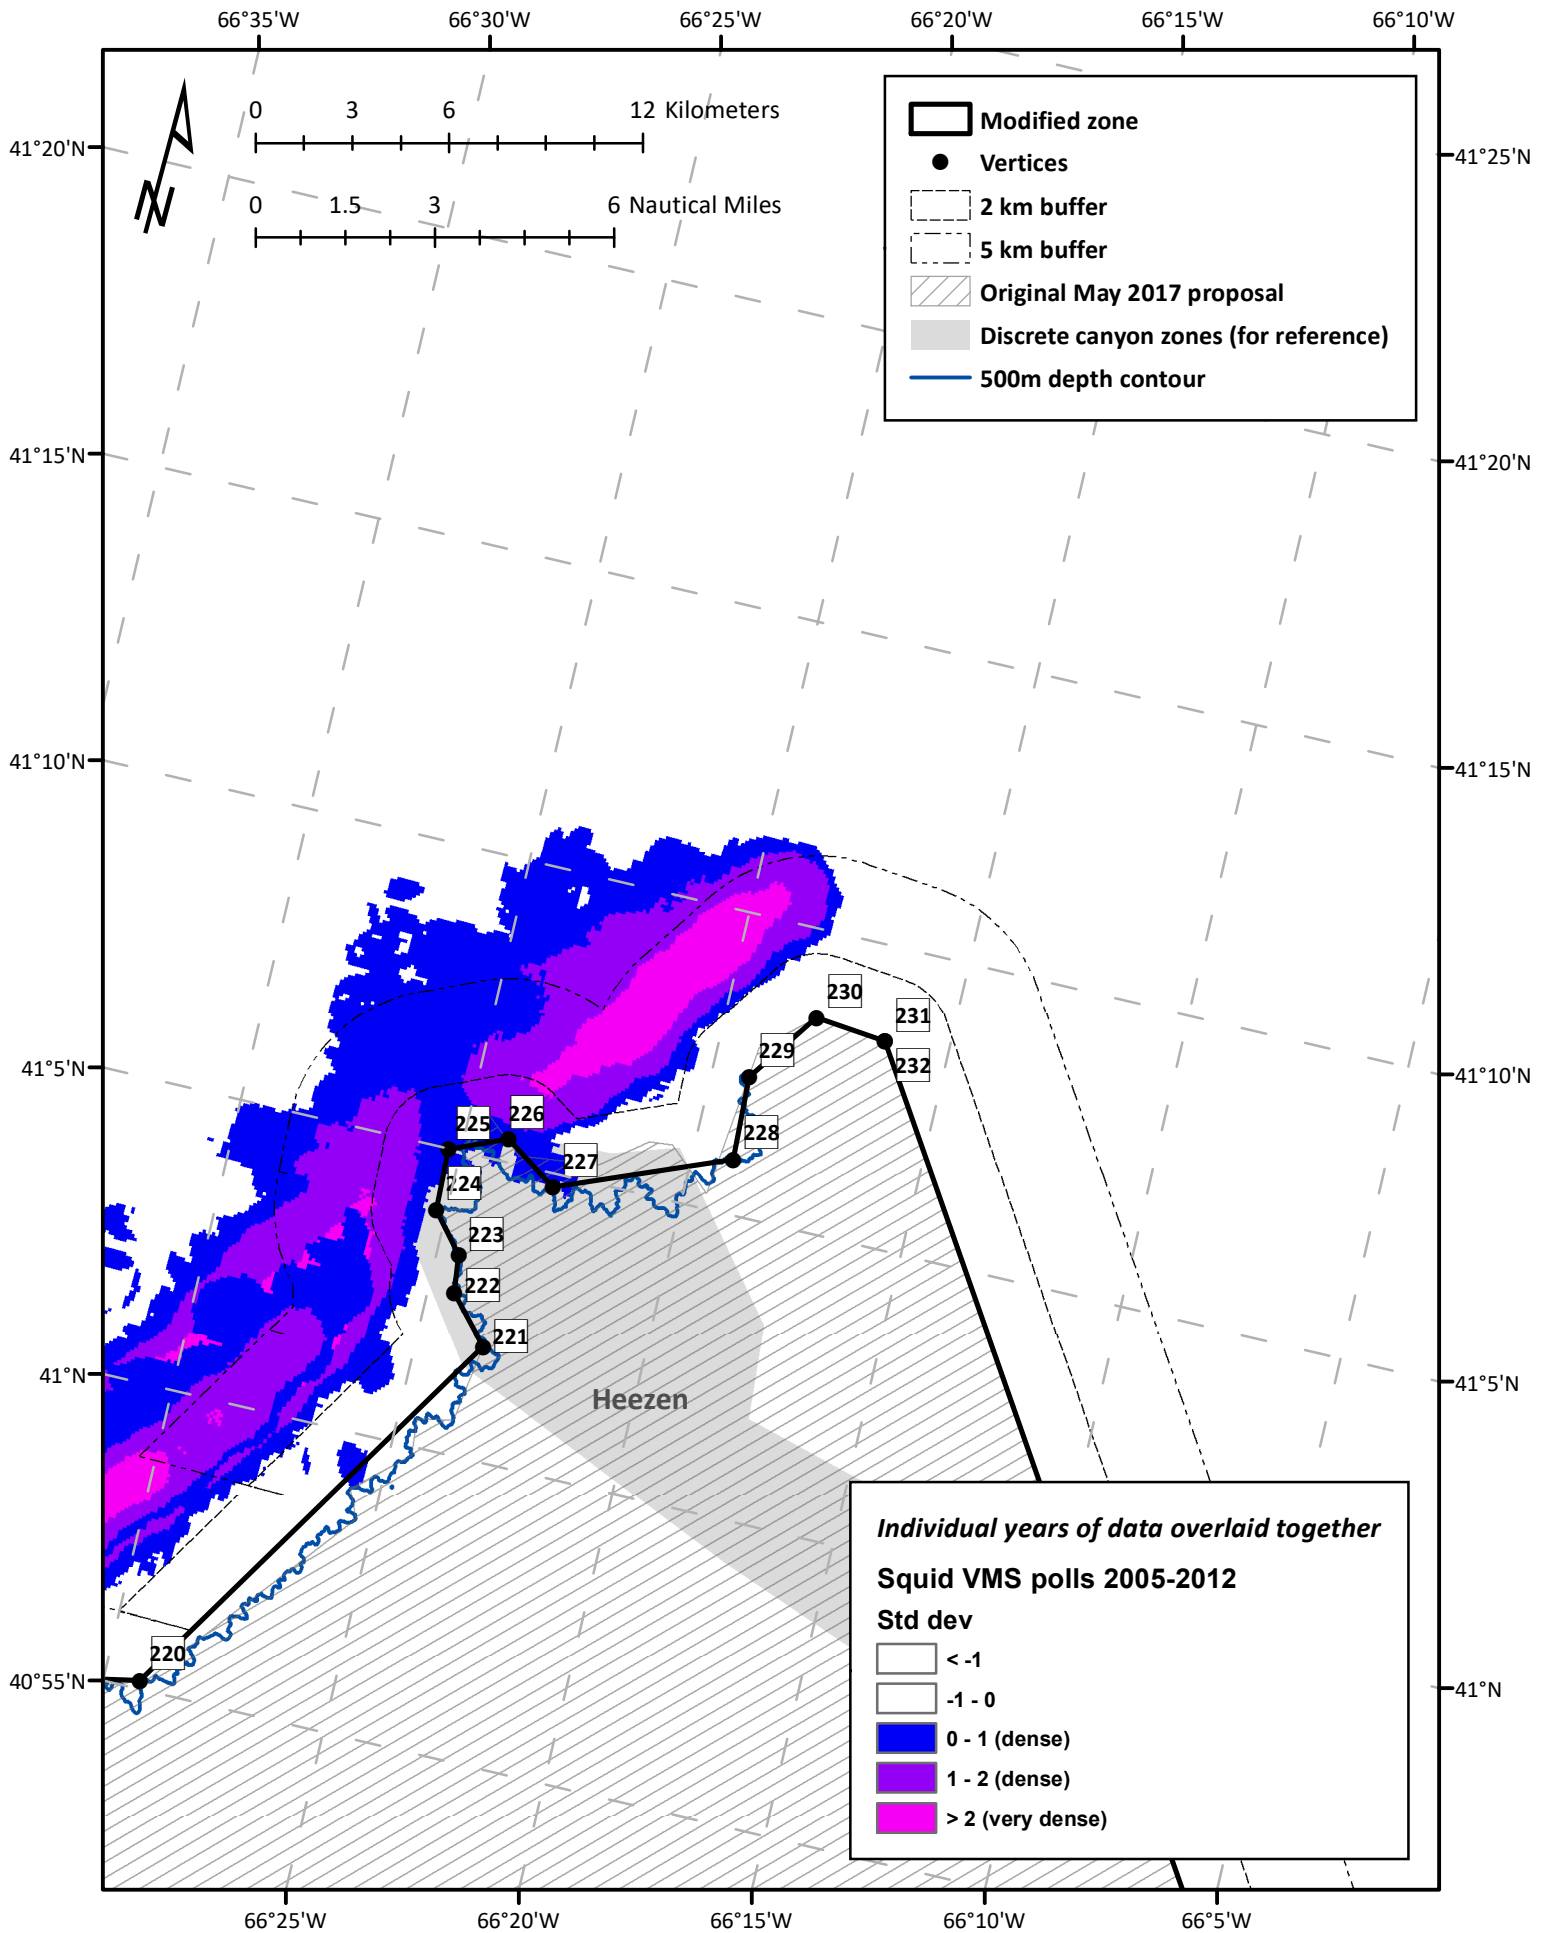 66°35'W 66°30'W 66°25'W 66°20'W 66°15'W 66°10'W
N
0 3 6 12 Kilometers
0 1.5 3 6 Nautical Miles
Modified zone
Vertices
2 km buffer
5 km buffer
Original May 2017 proposal
Discrete canyon zones (for reference)
500m depth contour
41°20'N
41°15'N
41°10'N
41°5'N
41°N
40°55'N
41°25'N
41°20'N
41°15'N
41°10'N
41°5'N
41°N
230
231
229
232
226
225
228
227
224
223
222
221
Heezen
220
Individual years of data overlaid together
Squid VMS polls 2005-2012
Std dev
< -1
-1 - 0
0 - 1 (dense)
1 - 2 (dense)
> 2 (very dense)
66°25'W 66°20'W 66°15'W 66°10'W 66°5'W